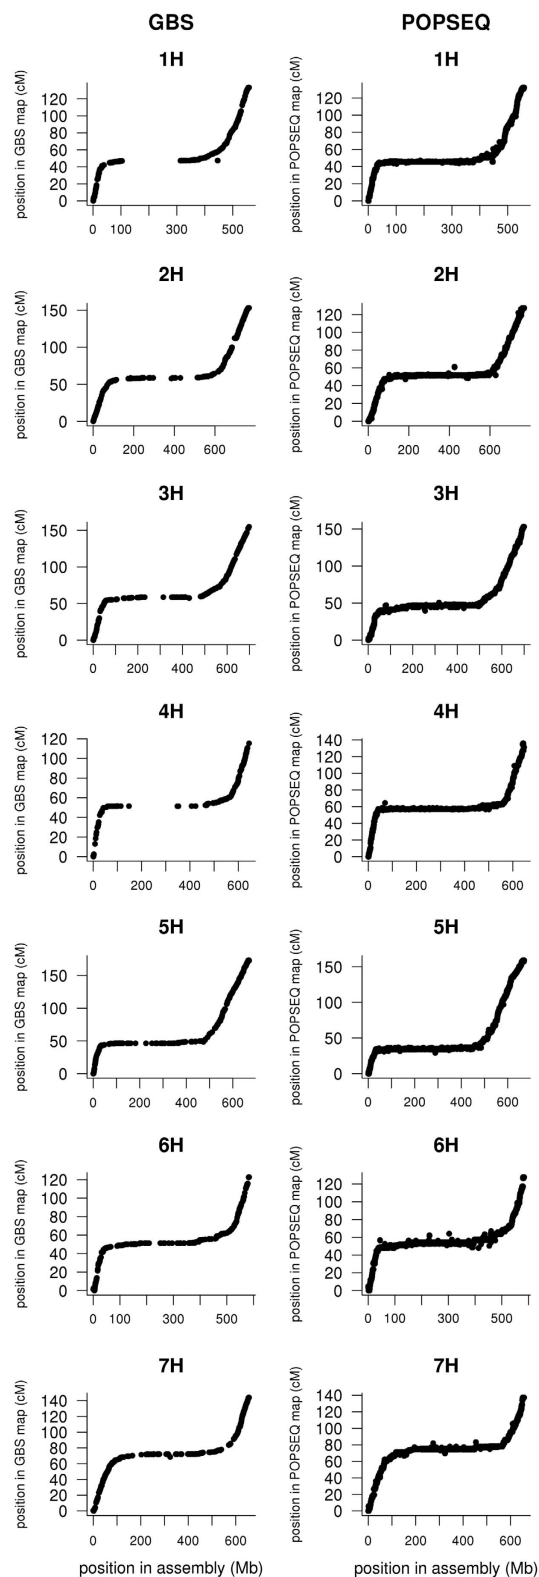 GBS POPSEQ
1H 1H
position in GBS map (cM)
0 20 40 60 80 100 120
0 100 300 500
position in POPSEQ map (cM)
0 20 40 60 80 100 120
0 100 300 500
2H 2H
position in GBS map (cM)
0 50 100 150
0 200 400 600
position in POPSEQ map (cM)
0 20 40 60 80 100 120
0 200 400 600
3H 3H
position in GBS map (cM)
0 50 100 150
0 200 400 600
position in POPSEQ map (cM)
0 50 100 150
0 200 400 600
4H 4H
position in GBS map (cM)
0 20 40 60 80 100 120
0 200 400 600
position in POPSEQ map (cM)
0 20 40 60 80 100 120 140
0 200 400 600
5H 5H
position in GBS map (cM)
0 50 100 150
0 200 400 600
position in POPSEQ map (cM)
0 50 100 150
0 200 400 600
6H 6H
position in GBS map (cM)
0 20 40 60 80 100 120
0 100 300 500
position in POPSEQ map (cM)
0 20 40 60 80 100 120
0 100 300 500
7H 7H
position in GBS map (cM)
0 20 40 60 80 100 120 140
0 200 400 600
position in POPSEQ map (cM)
0 20 40 60 80 100 120 140
0 200 400 600
position in assembly (Mb) position in assembly (Mb)